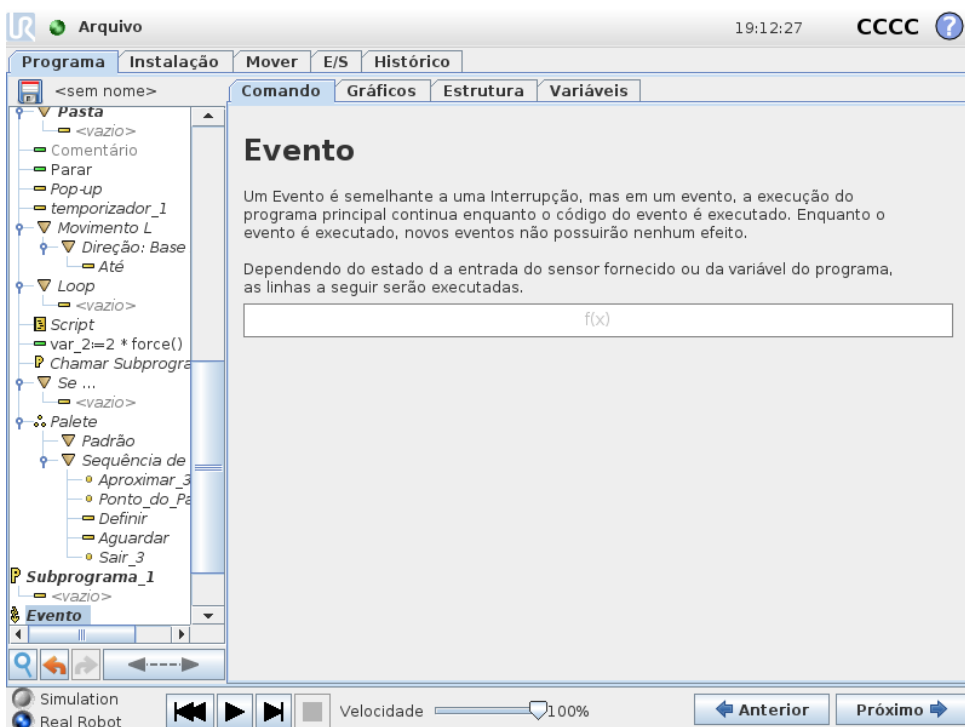 UR Arquivo 19:12:27 CCCC ?
Programa Instalação Mover E/S Histórico
<sem nome> Comando Gráficos Estrutura Variáveis
Pasta
<vazio>
Comentário
Parar
Pop-up
temporizador_1
Movimento L
Direção: Base
Até
Loop
<vazio>
Script
var_2:=2 * force()
Chamar Subprogra
Se ...
<vazio>
Palete
Padrão
Sequência de
Aproximar_3
Ponto_do_Pa
Definir
Aguardar
Sair_3
P Subprograma_1
<vazio>
Evento
Evento
Um Evento é semelhante a uma Interrupção, mas em um evento, a execução do
programa principal continua enquanto o código do evento é executado. Enquanto o
evento é executado, novos eventos não possuirão nenhum efeito.
Dependendo do estado d a entrada do sensor fornecido ou da variável do programa,
as linhas a seguir serão executadas.
f(x)
Simulation
Real Robot
Velocidade 100%
Anterior Próximo